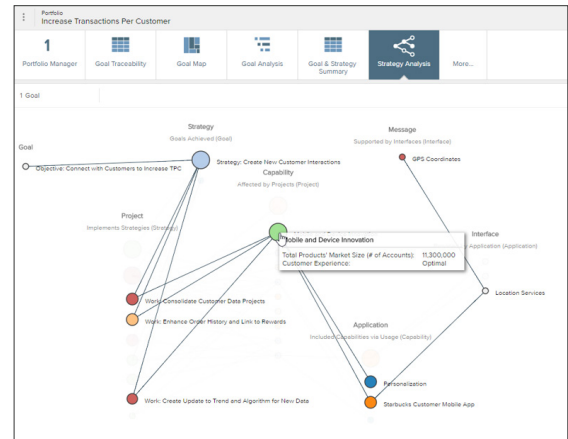 Portfolio
Increase Transactions Per Customer
1
Portfolio Manager
Goal Traceability
Goal Map
Goal Analysis
Goal & Strategy
Summary
Strategy Analysis
More...
1 Goal
Strategy
Goals Achieved (Goal)
Message
Supported by Interfaces (Interface)
Goal
Strategy: Create New Customer Interactions
GPS Coordinates
Objective: Connect with Customers to Increase TPC
Capability
Affected by Projects (Project)
Project
Implements Strategies (Strategy)
Interface
Application (Application)
Mobile and Device Innovation
Total Products' Market Size (# of Accounts): 11,300,000
Customer Experience: Optimal
Location Services
Work: Consolidate Customer Data Projects
Work: Enhance Order History and Link to Rewards
Application
Included Capabilities via Usage (Capability)
Personalization
Work: Create Update to Trend and Algorithm for New Data
Starbucks Customer Mobile App